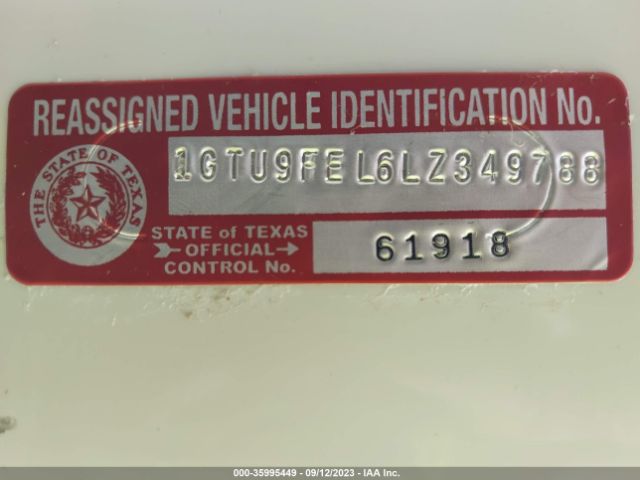 REASSIGNED VEHICLE IDENTIFICATION No.
THE STATE OF TEXAS
1GTU9FEL6LZ349788
STATE of TEXAS
OFFICIAL
CONTROL No.
61918
000-35995449 - 09/12/2023 - IAA Inc.